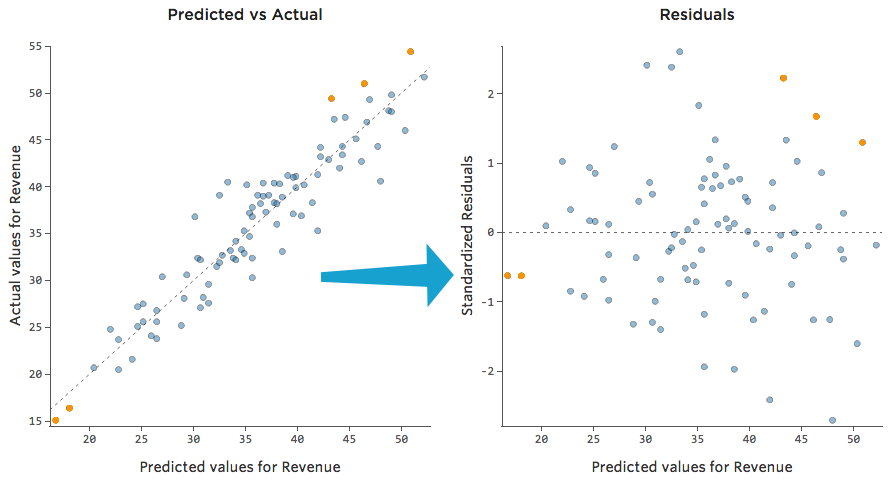 Predicted vs Actual
Actual values for Revenue
55
50
45
40
35
30
25
20
15
20 25 30 35 40 45 50
Predicted values for Revenue
Residuals
Standardized Residuals
2
1
0
-1
-2
20 25 30 35 40 45 50
Predicted values for Revenue